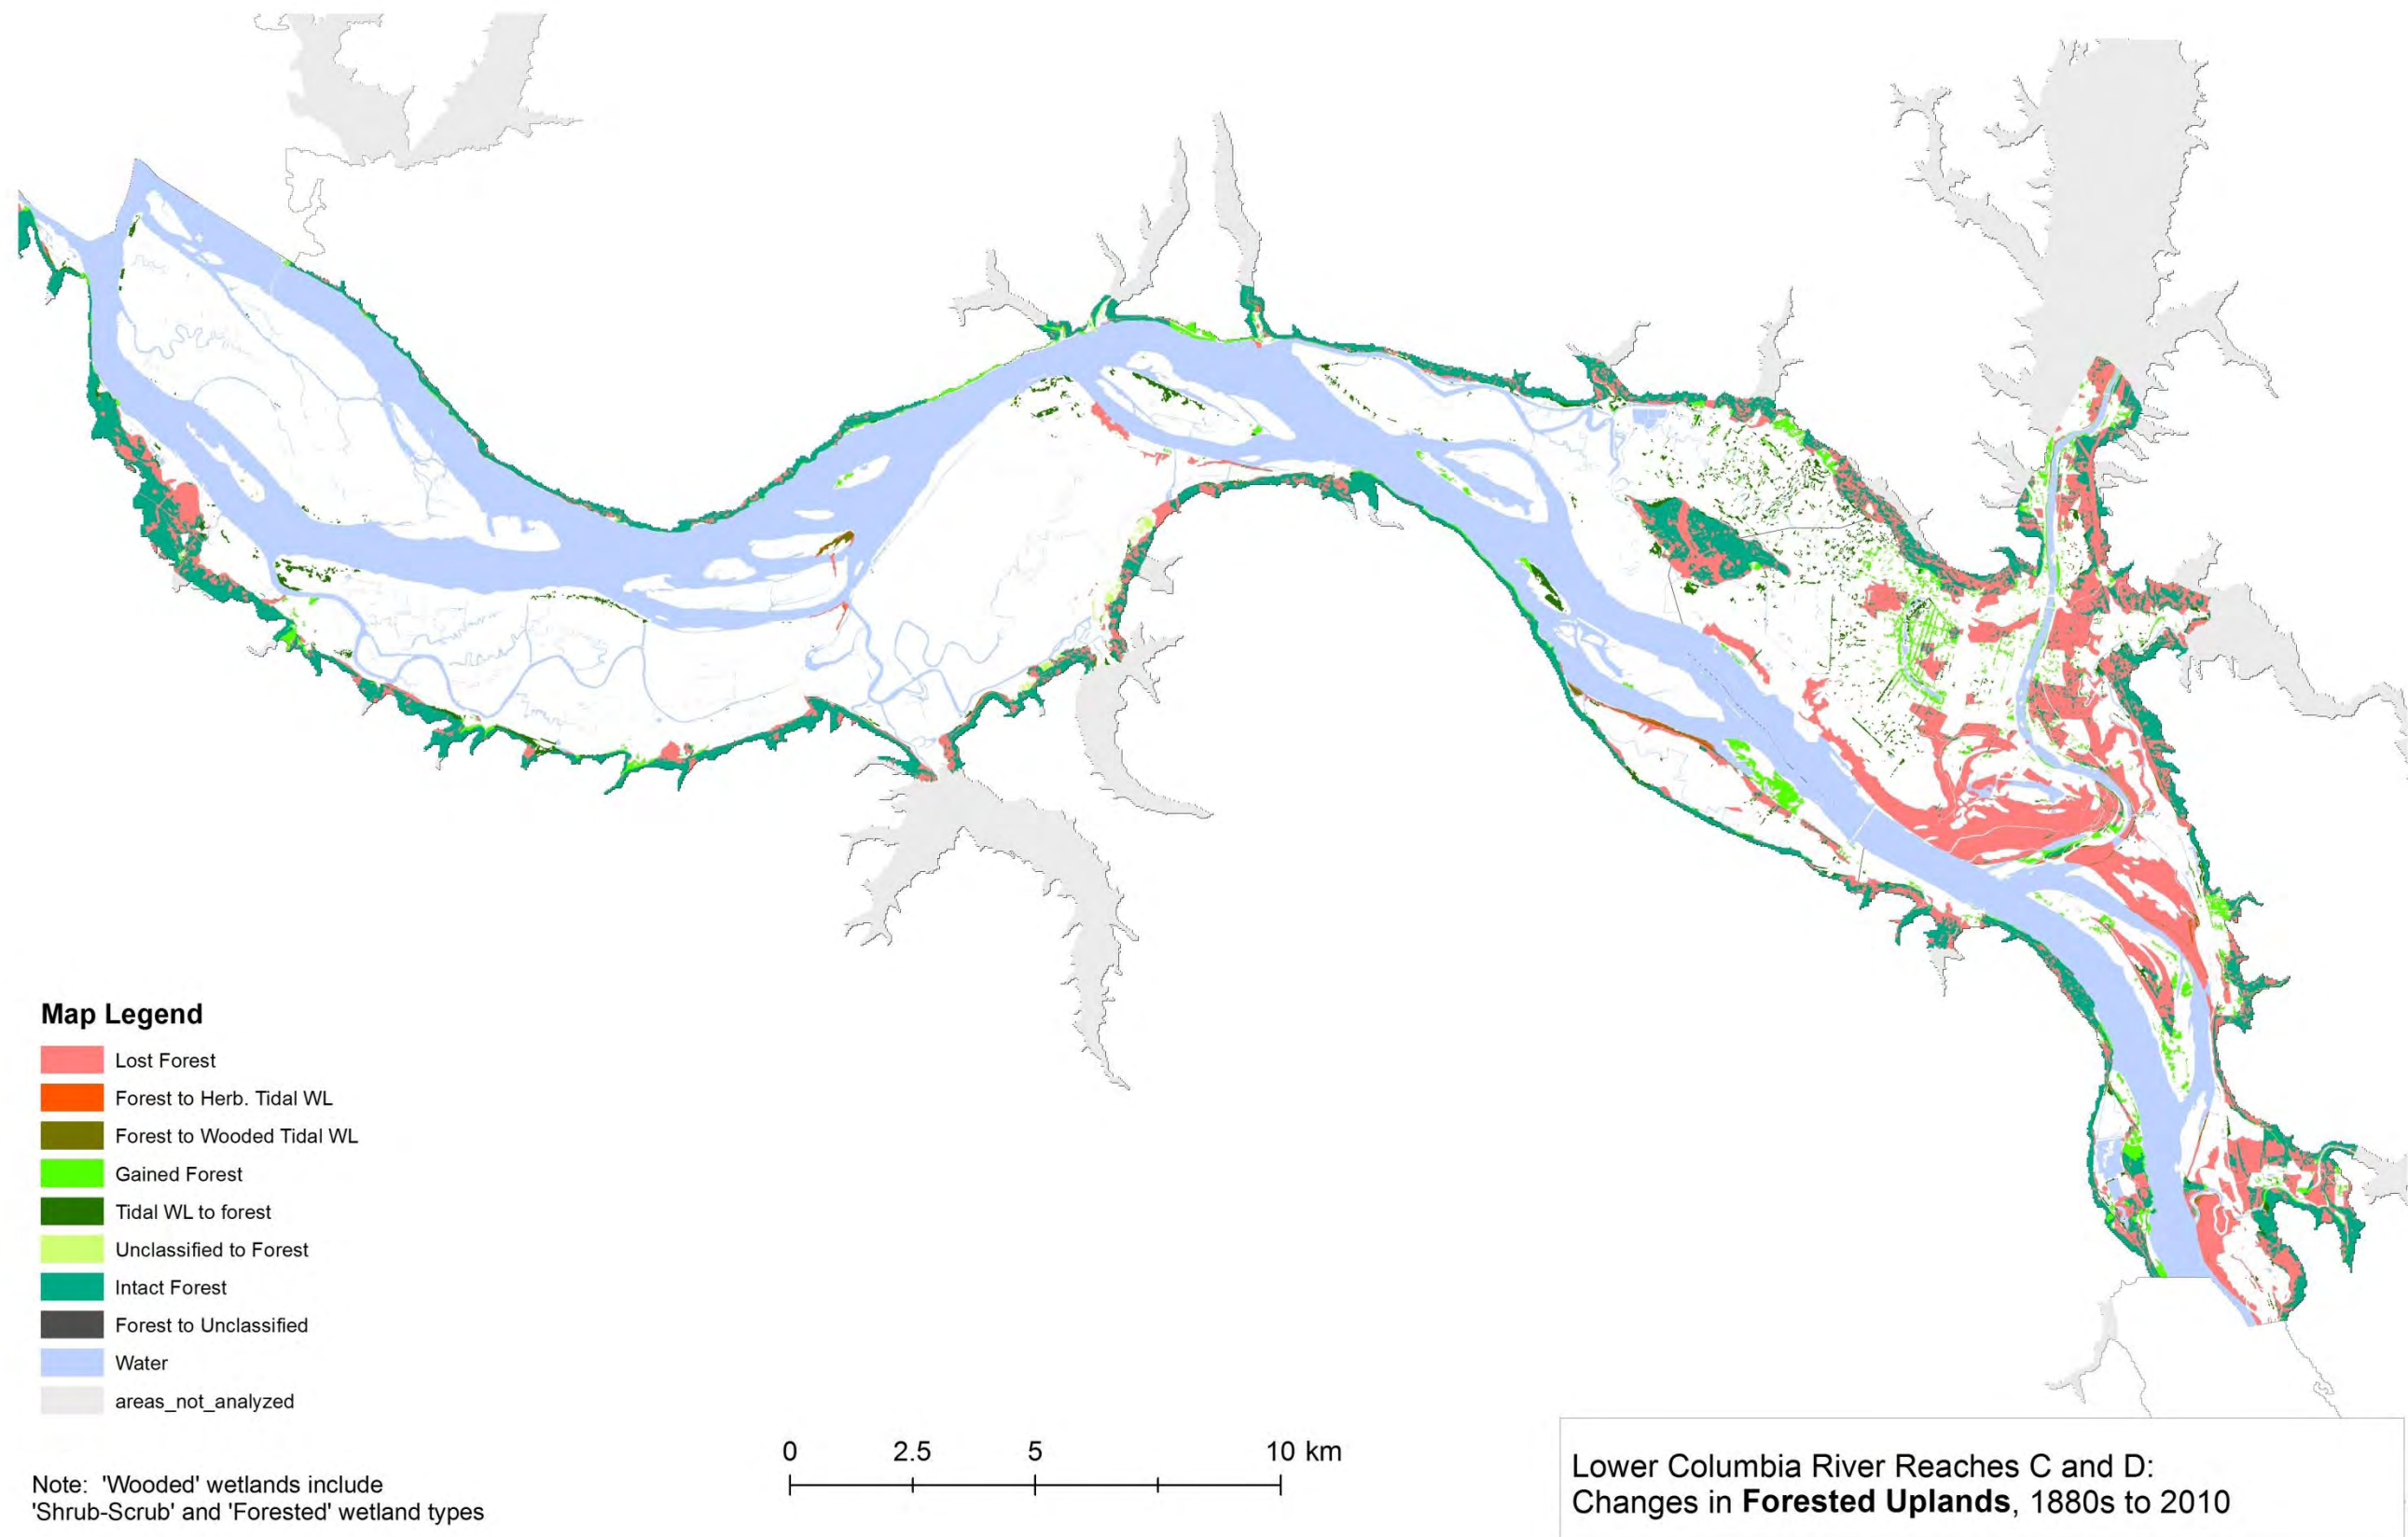 Map Legend
Lost Forest
Forest to Herb. Tidal WL
Forest to Wooded Tidal WL
Gained Forest
Tidal WL to forest
Unclassified to Forest
Intact Forest
Forest to Unclassified
Water
areas_not_analyzed
Note: 'Wooded' wetlands include
'Shrub-Scrub' and 'Forested' wetland types
0 2.5 5 10 km
Lower Columbia River Reaches C and D:
Changes in Forested Uplands, 1880s to 2010